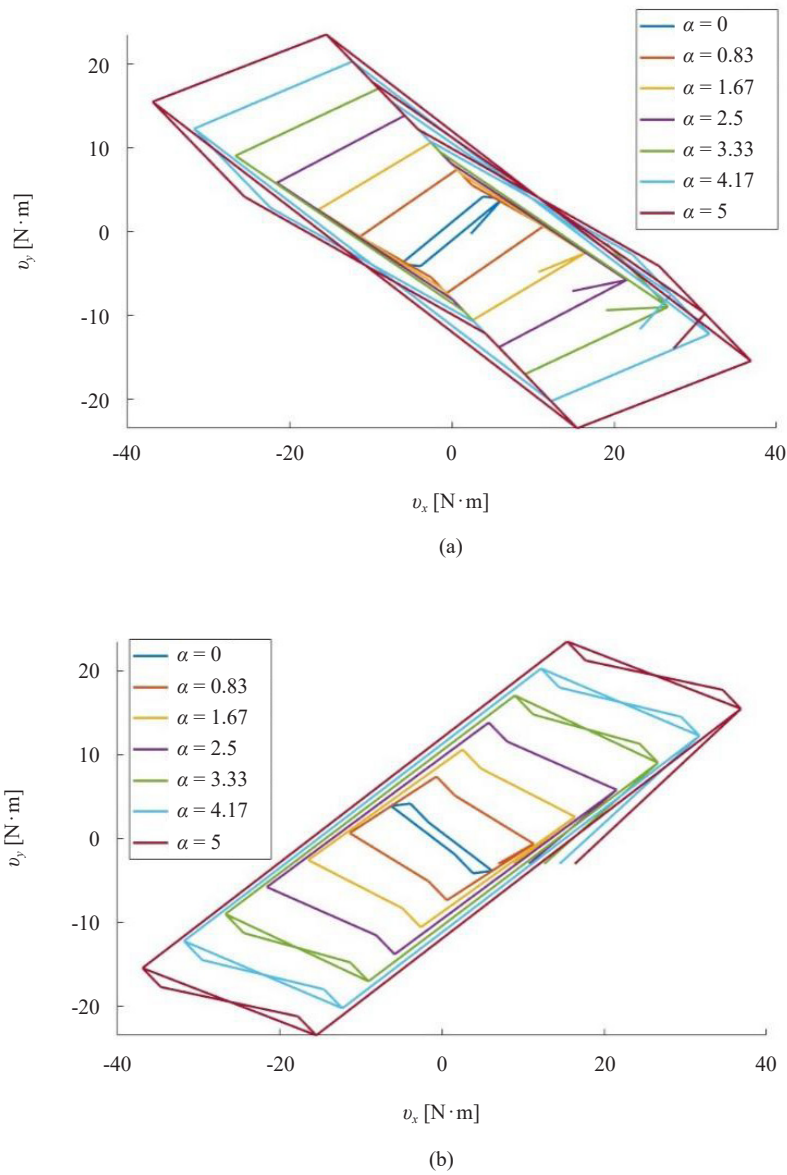 α = 0
α = 0.83
α = 1.67
α = 2.5
α = 3.33
α = 4.17
α = 5
20
10
0
-10
-20
υy [N·m]
-40
-20
0
20
40
υx [N·m]
(a)
α = 0
α = 0.83
α = 1.67
α = 2.5
α = 3.33
α = 4.17
α = 5
20
10
0
-10
-20
υy [N·m]
-40
-20
0
20
40
υx [N·m]
(b)